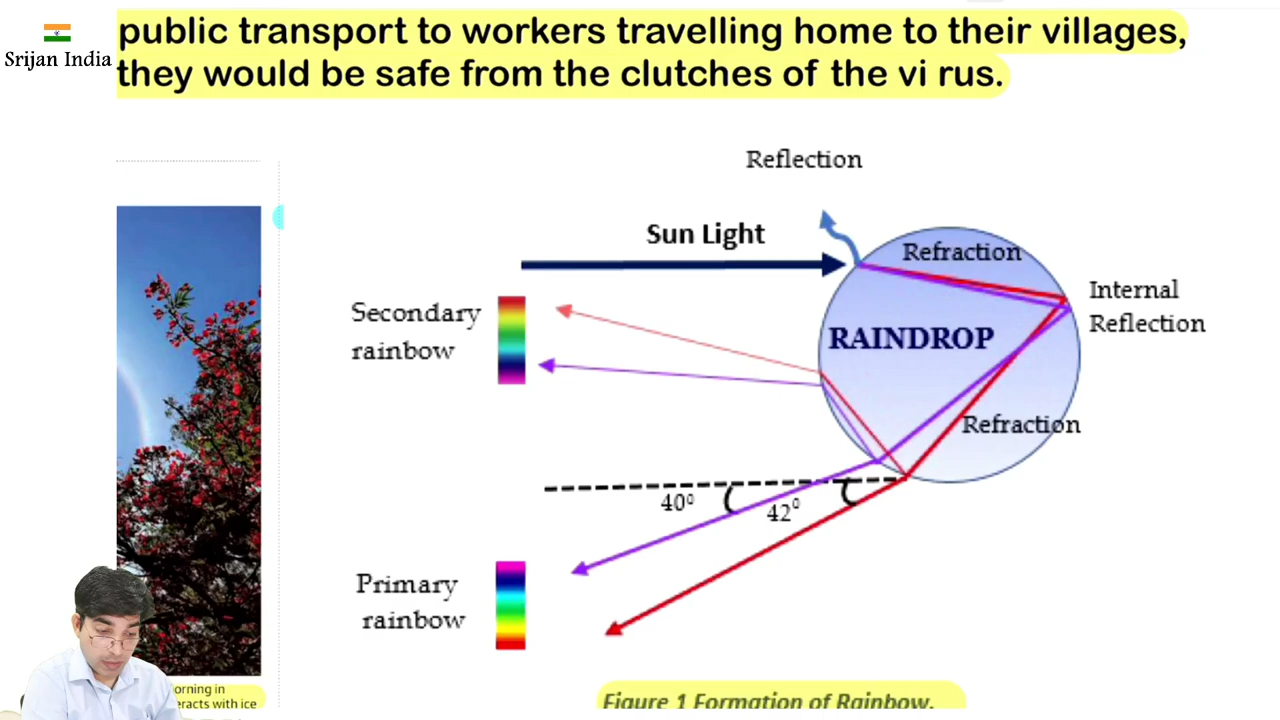 public transport to workers travelling home to their villages,
they would be safe from the clutches of the vi rus.
Srijan India
Reflection
Sun Light
Refraction
Internal
Reflection
RAINDROP
Secondary
rainbow
Refraction
40⁰
42⁰
Primary
rainbow
orning in
eracts with ice
Figure 1 Formation of Rainbow.